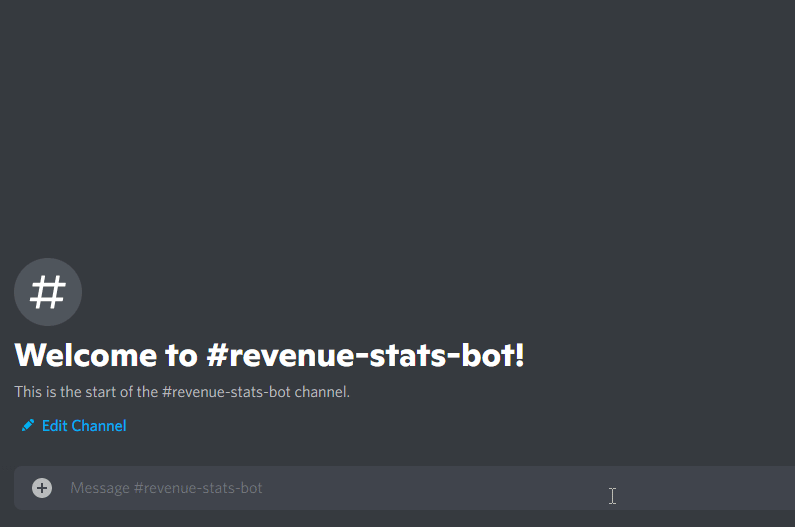 Welcome to #revenue-stats-bot!
This is the start of the #revenue-stats-bot channel.
Edit Channel
Message #revenue-stats-bot